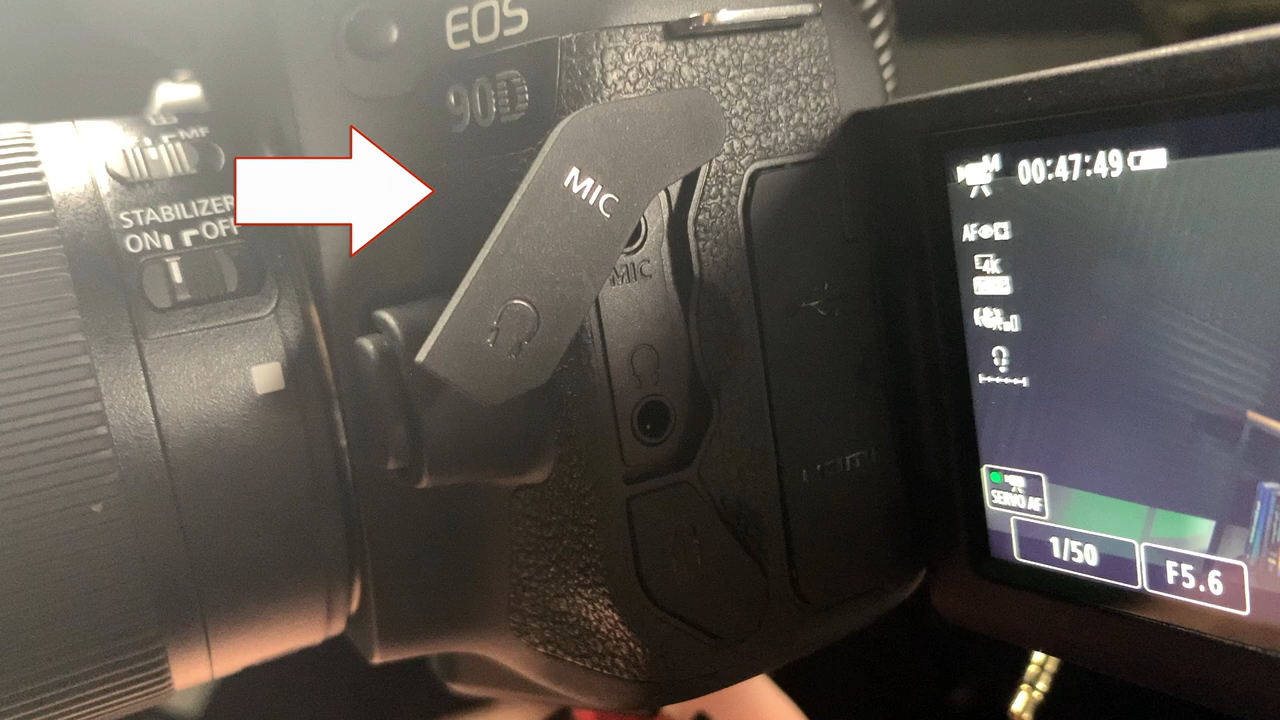 EOS
90D
MF
STABILIZER
ON OFF
MIC
MIC
HDMI
00:47:49
AF
4K
SERVO AF
1/50
F5.6